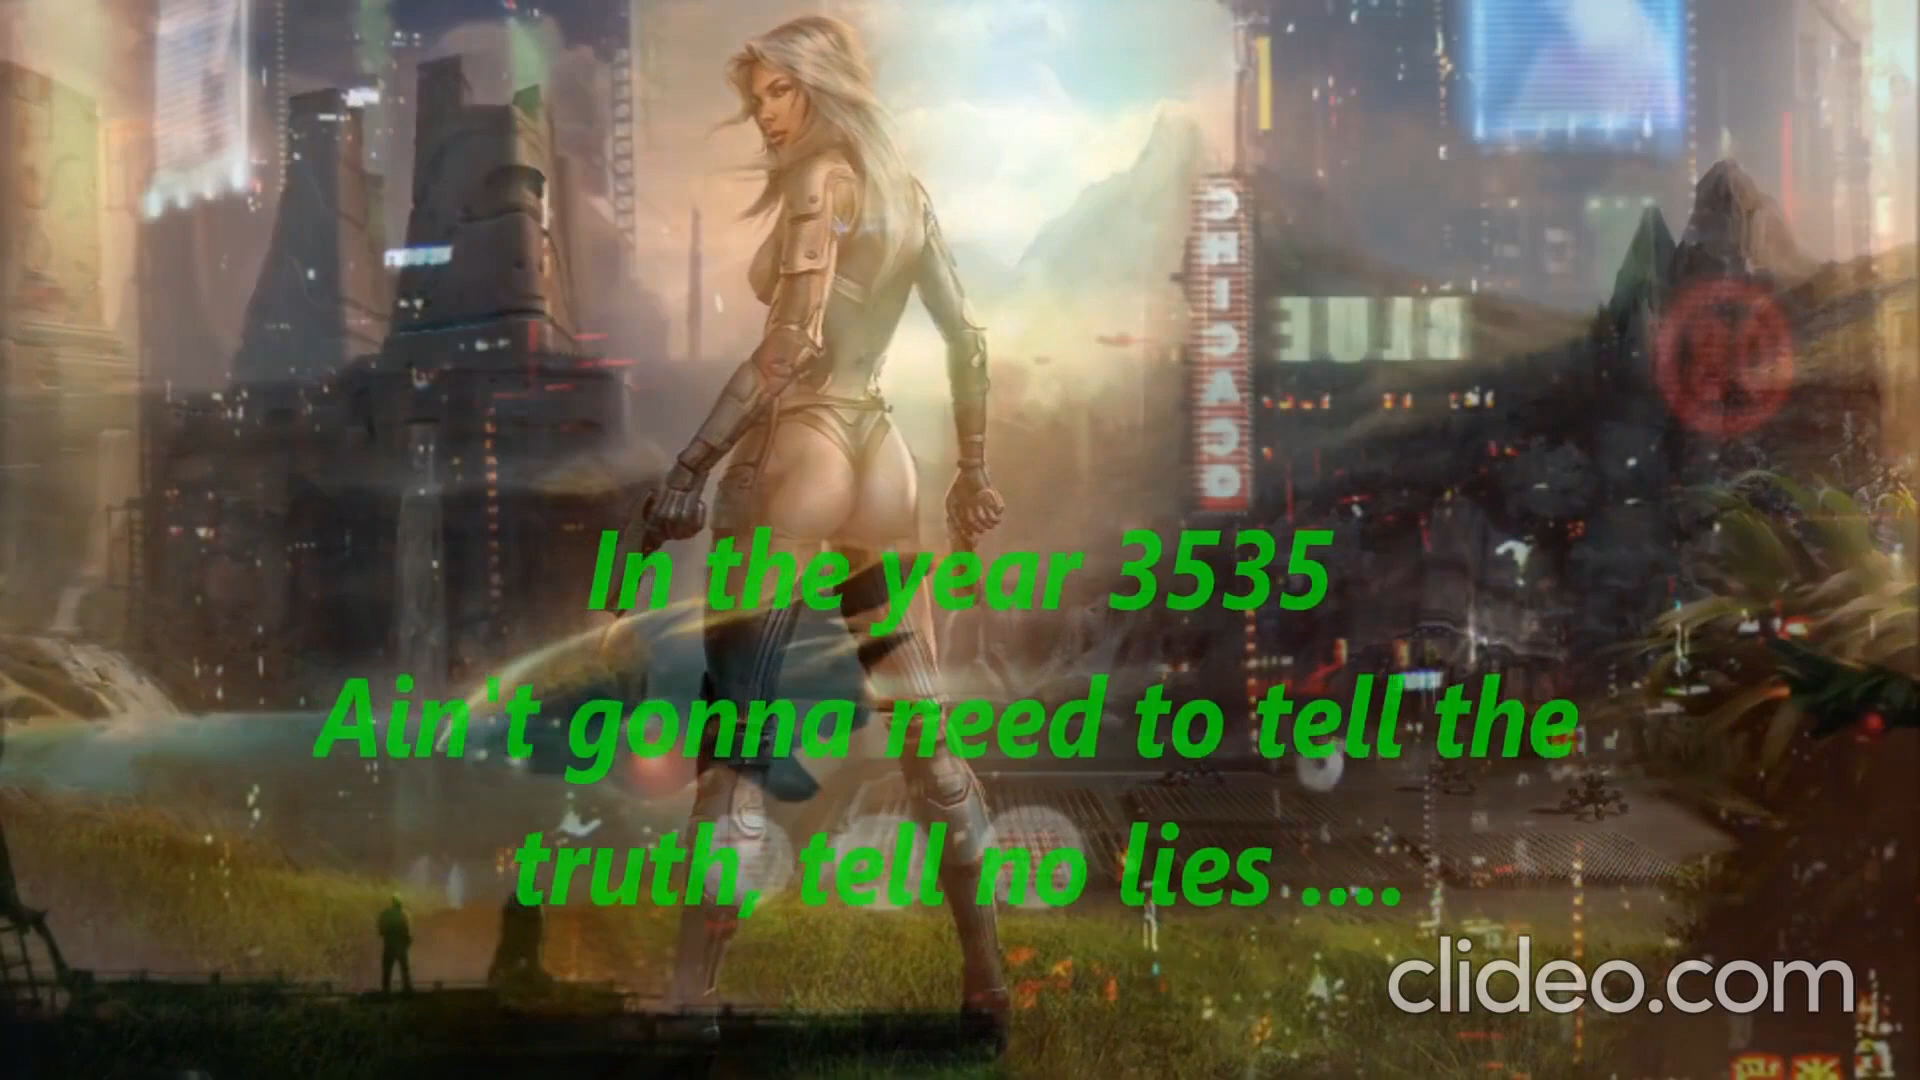 CHICAGO
BLUE
In the year 3535
Ain't gonna need to tell the
truth, tell no lies ....
clideo.com